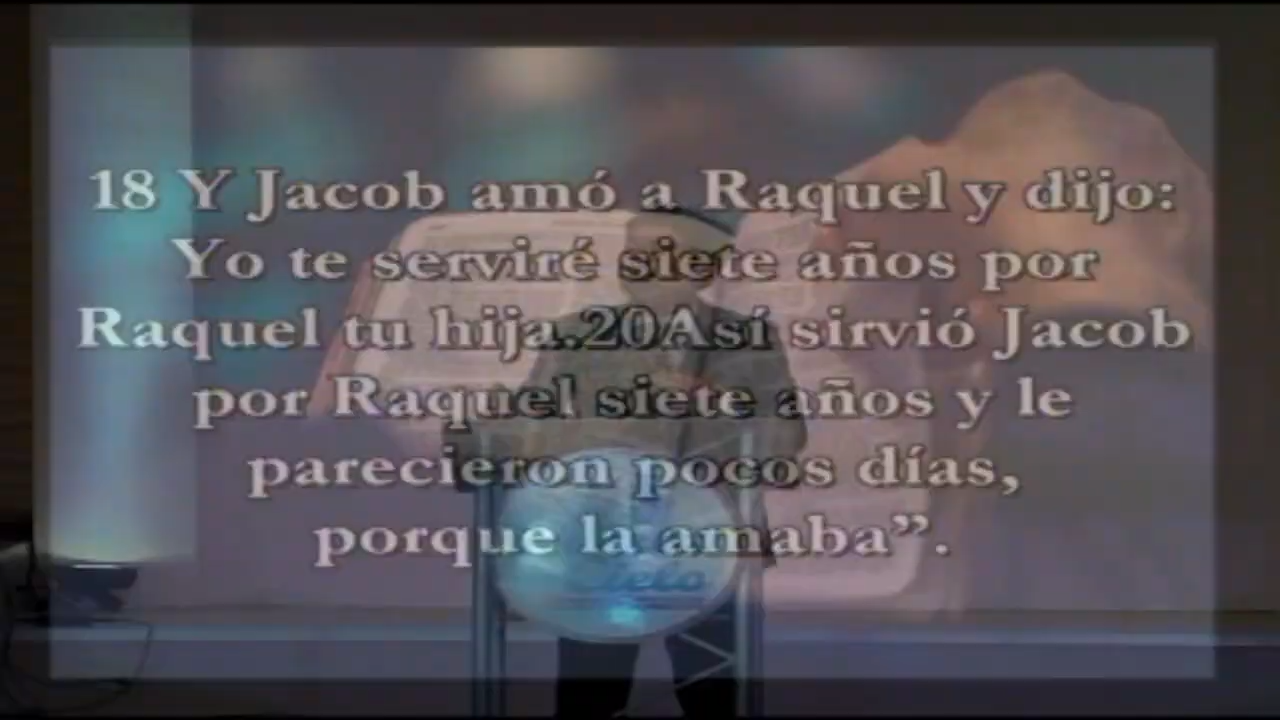 18 Y Jacob amó a Raquel y dijo:
Yo te serviré siete años por
Raquel tu hija..20Así sirvió Jacob
por Raquel siete años y le
parecieron pocos días,
porque la amaba”.